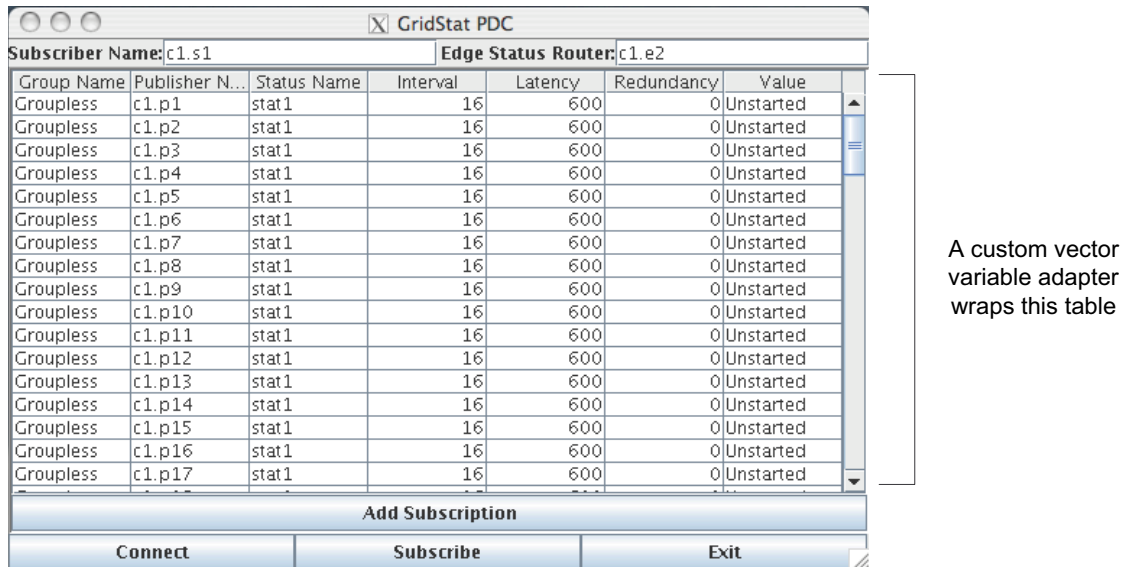 X GridStat PDC
Subscriber Name: c1.s1 Edge Status Router: c1.e2
Group Name Publisher N... Status Name Interval Latency Redundancy Value
Groupless c1.p1 stat1 16 600 0 Unstarted
Groupless c1.p2 stat1 16 600 0 Unstarted
Groupless c1.p3 stat1 16 600 0 Unstarted
Groupless c1.p4 stat1 16 600 0 Unstarted
Groupless c1.p5 stat1 16 600 0 Unstarted
Groupless c1.p6 stat1 16 600 0 Unstarted
Groupless c1.p7 stat1 16 600 0 Unstarted
Groupless c1.p8 stat1 16 600 0 Unstarted
Groupless c1.p9 stat1 16 600 0 Unstarted
Groupless c1.p10 stat1 16 600 0 Unstarted
Groupless c1.p11 stat1 16 600 0 Unstarted
Groupless c1.p12 stat1 16 600 0 Unstarted
Groupless c1.p13 stat1 16 600 0 Unstarted
Groupless c1.p14 stat1 16 600 0 Unstarted
Groupless c1.p15 stat1 16 600 0 Unstarted
Groupless c1.p16 stat1 16 600 0 Unstarted
Groupless c1.p17 stat1 16 600 0 Unstarted
Add Subscription
Connect Subscribe Exit
A custom vector
variable adapter
wraps this table